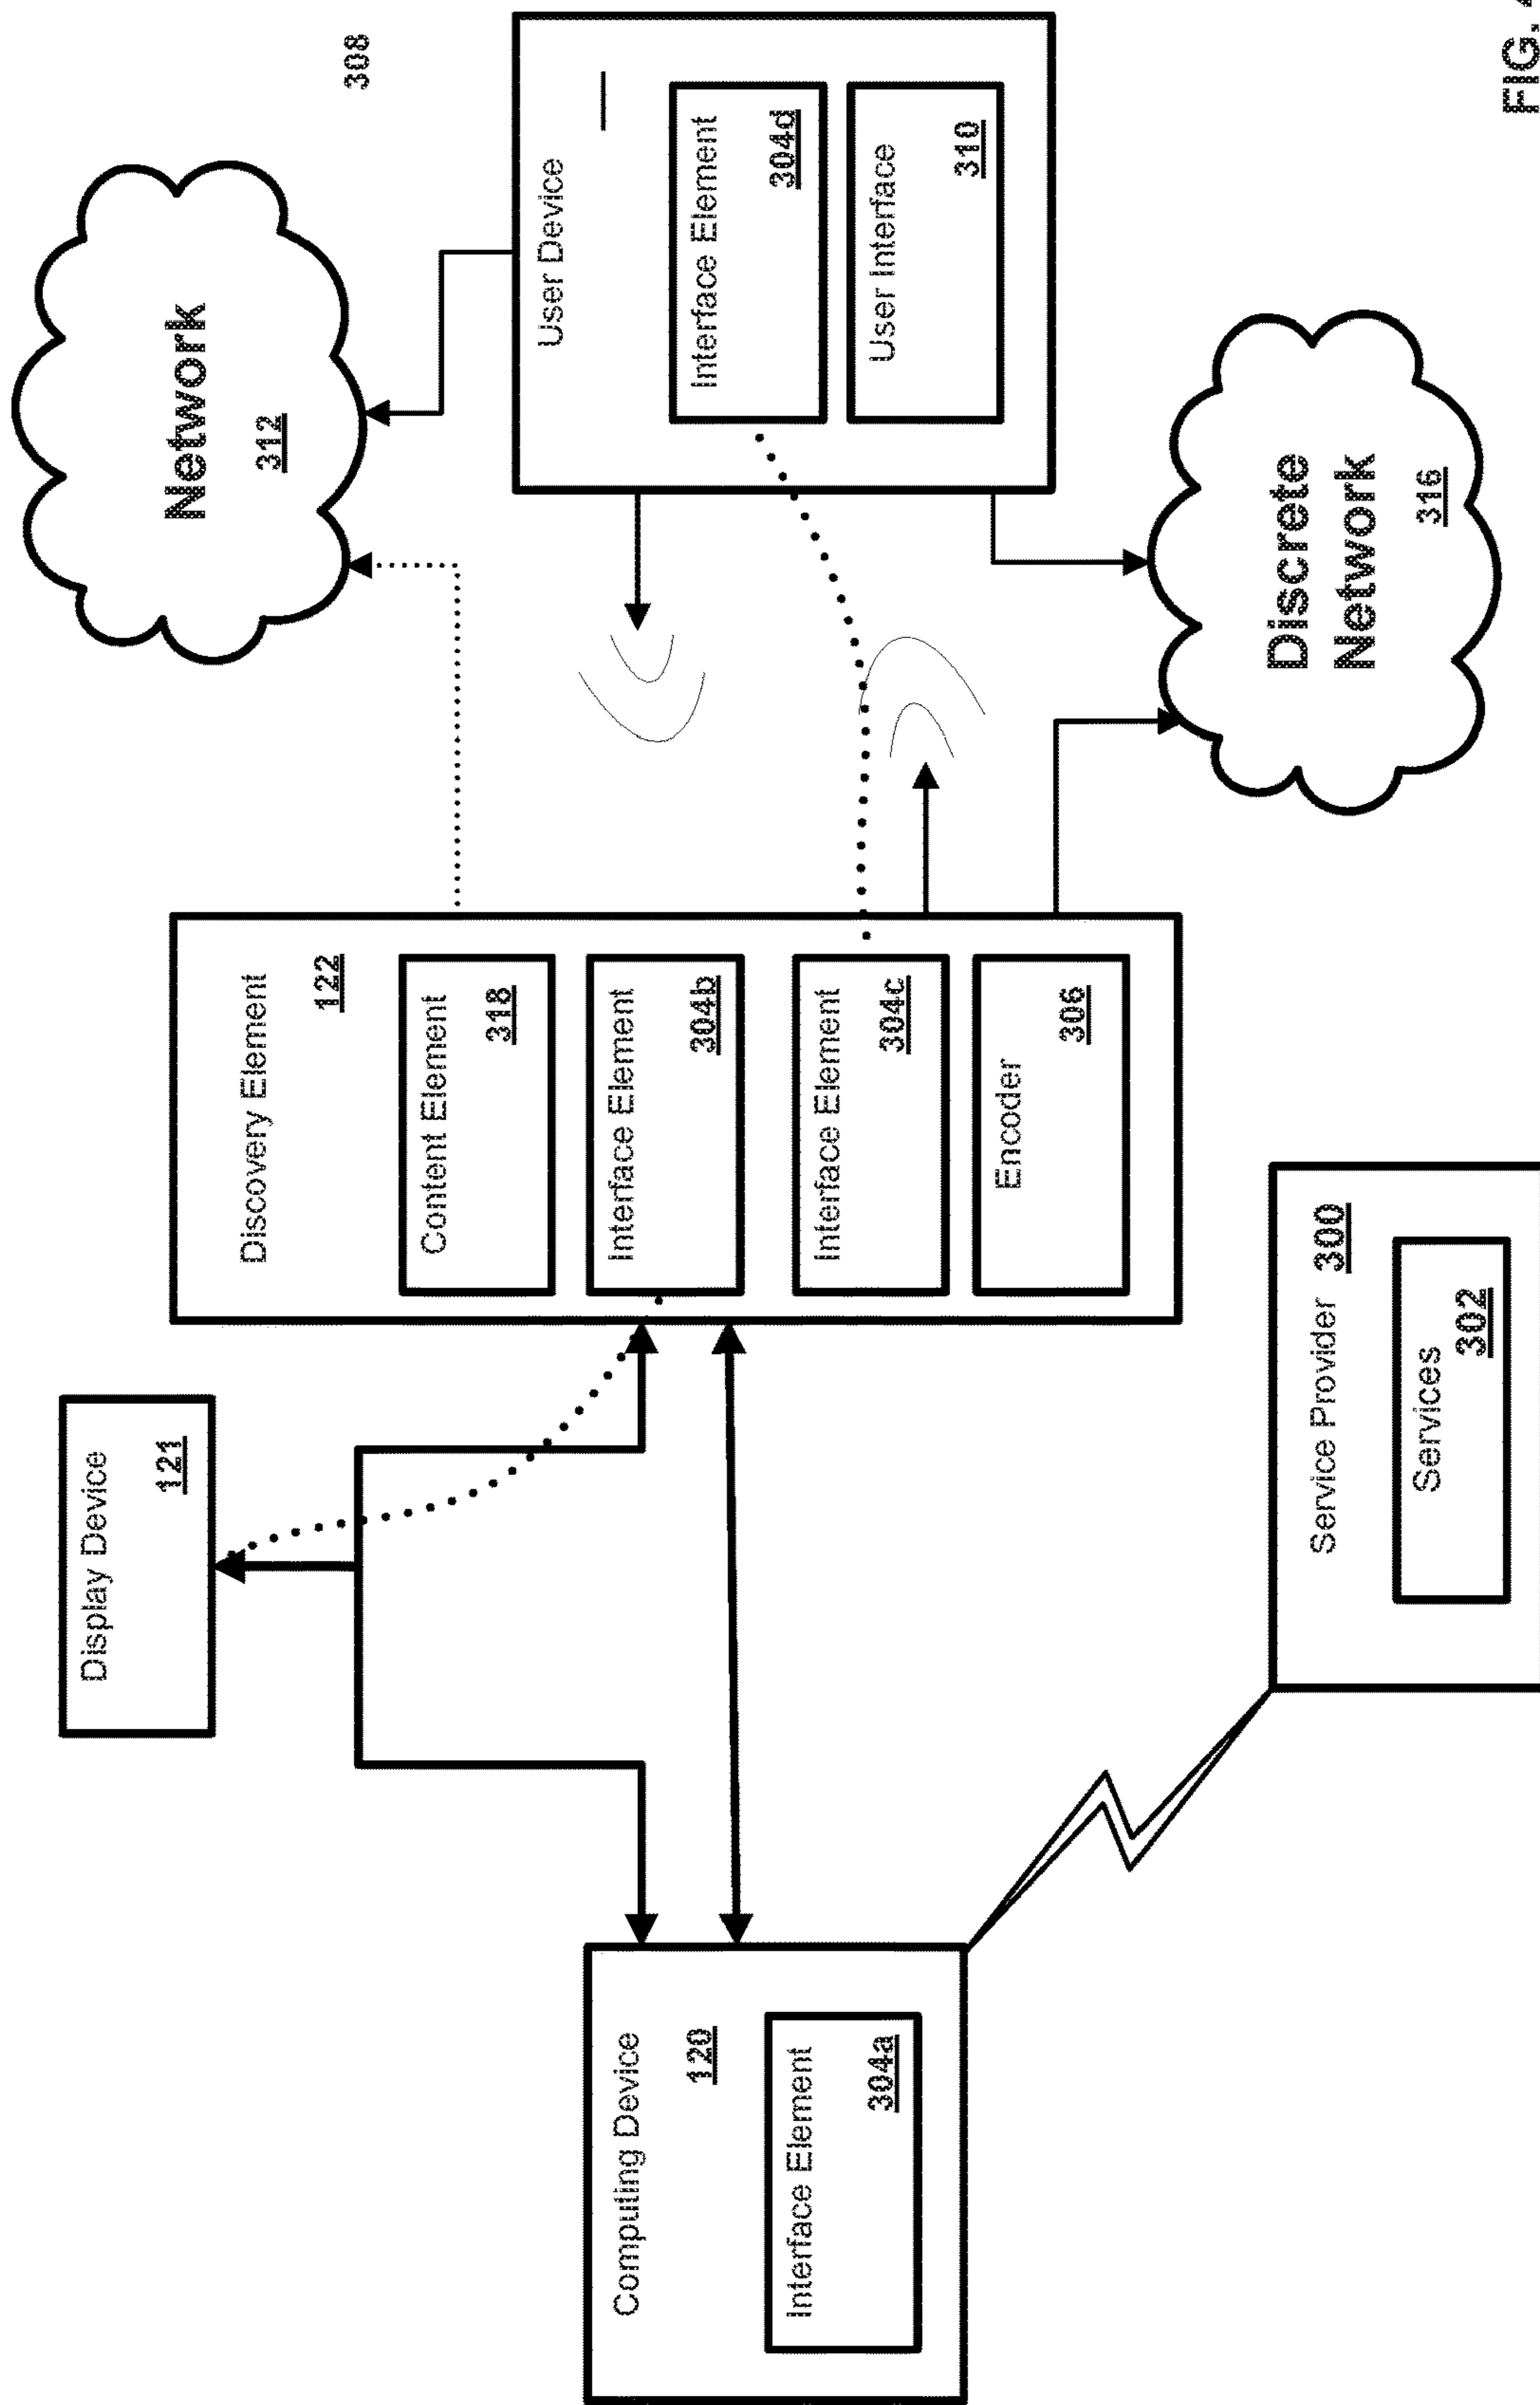 Display Device
121
Network
312
308
Computing Device
120
Interface Element
304a
Discovery Element
122
Content Element
318
Interface Element
304b
Interface Element
304c
Encoder
306
User Device
Interface Element
304d
User Interface
310
Service Provider 300
Services
302
Discrete
Network
316
FIG.